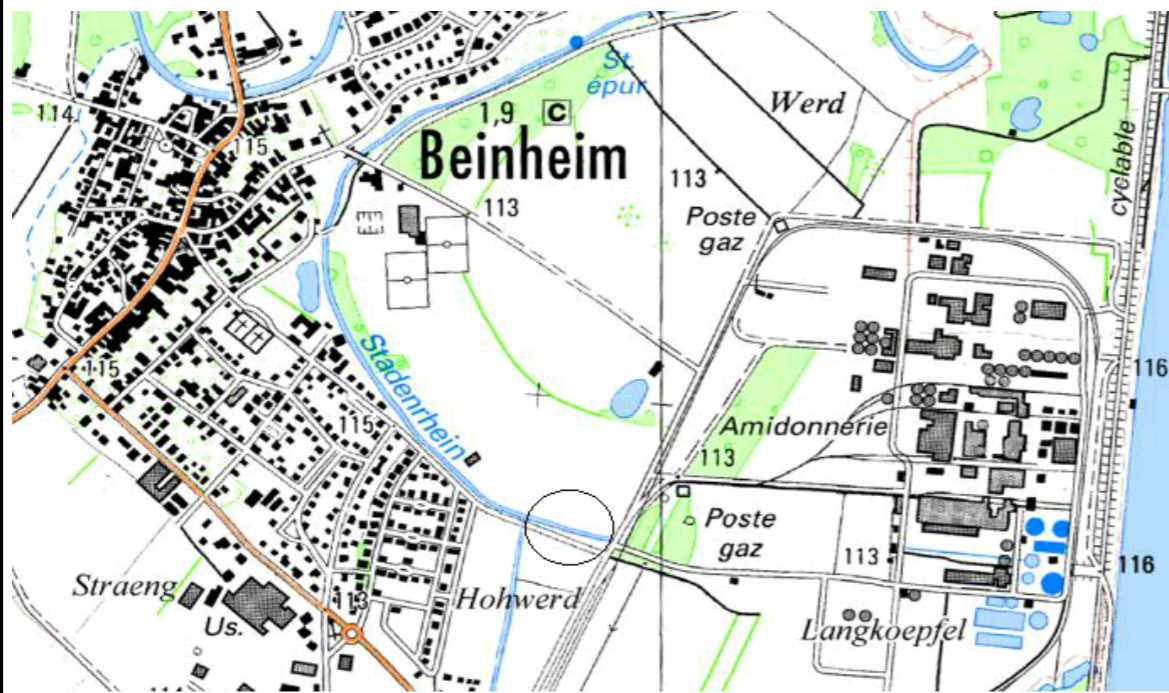 114
115
1,9 C
St.
épur.
Werd
cyclable
Beinheim
113
113
Poste
gaz
Stadenrhein
115
115
116
Amidonnerie
113
Poste
gaz
113
116
Straeng
Us.
113
Hohwerd
Langkoepfel